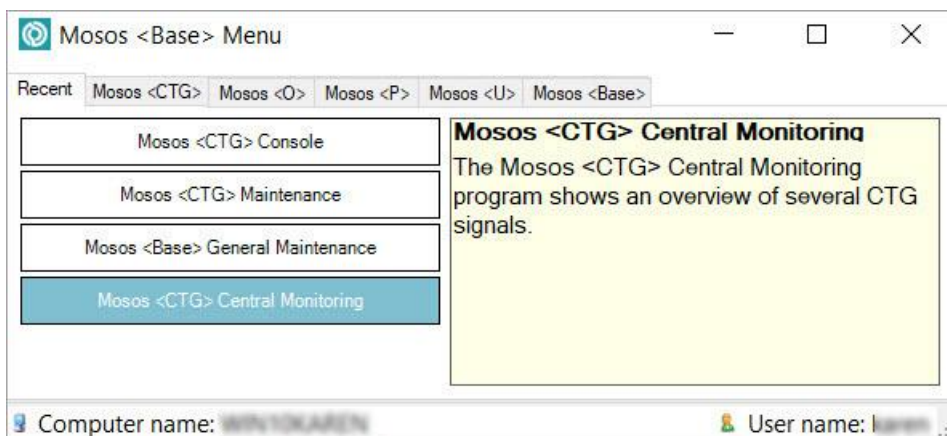 Mosos <Base> Menu
Recent Mosos <CTG> Mosos <O> Mosos <P> Mosos <U> Mosos <Base>
Mosos <CTG> Console
Mosos <CTG> Maintenance
Mosos <Base> General Maintenance
Mosos <CTG> Central Monitoring
Mosos <CTG> Central Monitoring
The Mosos <CTG> Central Monitoring
program shows an overview of several CTG
signals.
Computer name:
User name: